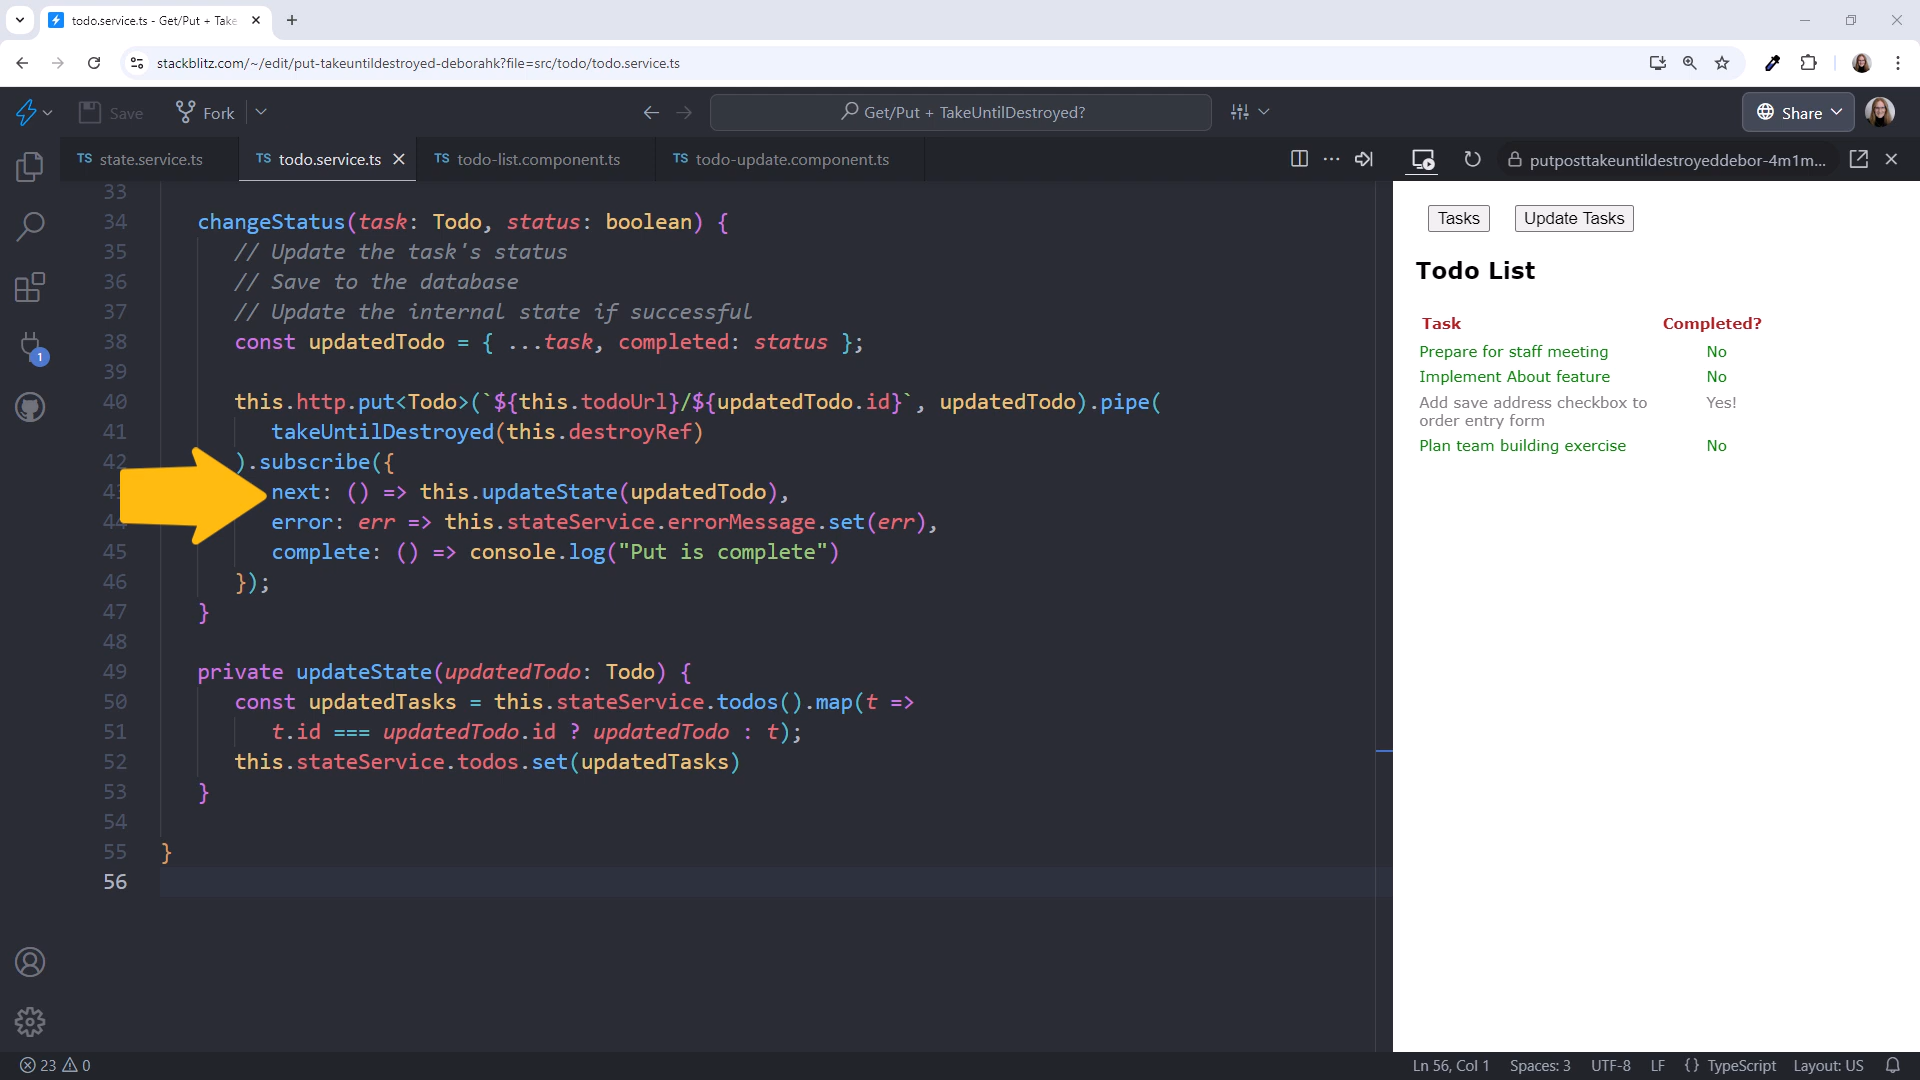 todo.service.ts - Get/Put + Take
stackblitz.com/~/edit/put-takeuntildestroyed-deborahk?file=src/todo/todo.service.ts
Save
Fork
Get/Put + TakeUntilDestroyed?
Share
TS state.service.ts
TS todo.service.ts
TS todo-list.component.ts
TS todo-update.component.ts
putposttakeuntildestroyeddebor-4m1m...
33
34 changeStatus(task: Todo, status: boolean) {
35 // Update the task's status
36 // Save to the database
37 // Update the internal state if successful
38 const updatedTodo = { ...task, completed: status };
39
40 this.http.put<Todo>(`${this.todoUrl}/${updatedTodo.id}`, updatedTodo).pipe(
41 takeUntilDestroyed(this.destroyRef)
42 ).subscribe({
next: () => this.updateState(updatedTodo),
44 error: err => this.stateService.errorMessage.set(err),
45 complete: () => console.log("Put is complete")
46 });
47 }
48
49 private updateState(updatedTodo: Todo) {
50 const updatedTasks = this.stateService.todos().map(t =>
51 t.id === updatedTodo.id ? updatedTodo : t);
52 this.stateService.todos.set(updatedTasks)
53 }
54
55 }
56
1
Tasks
Update Tasks
Todo List
Task Completed?
Prepare for staff meeting No
Implement About feature No
Add save address checkbox to Yes!
order entry form
Plan team building exercise No
23 0
Ln 56, Col 1 Spaces: 3 UTF-8 LF {} TypeScript Layout: US